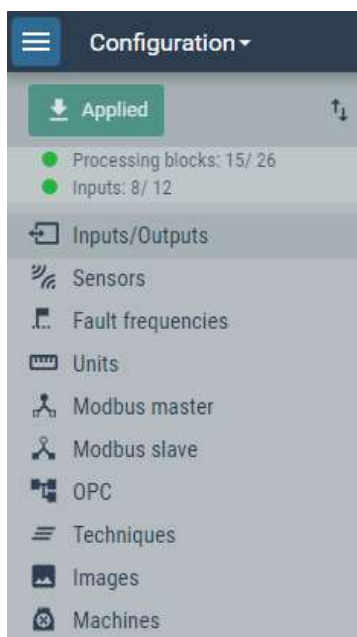 Configuration
Applied
Processing blocks: 15/ 26
Inputs: 8/ 12
Inputs/Outputs
Sensors
Fault frequencies
Units
Modbus master
Modbus slave
OPC
Techniques
Images
Machines